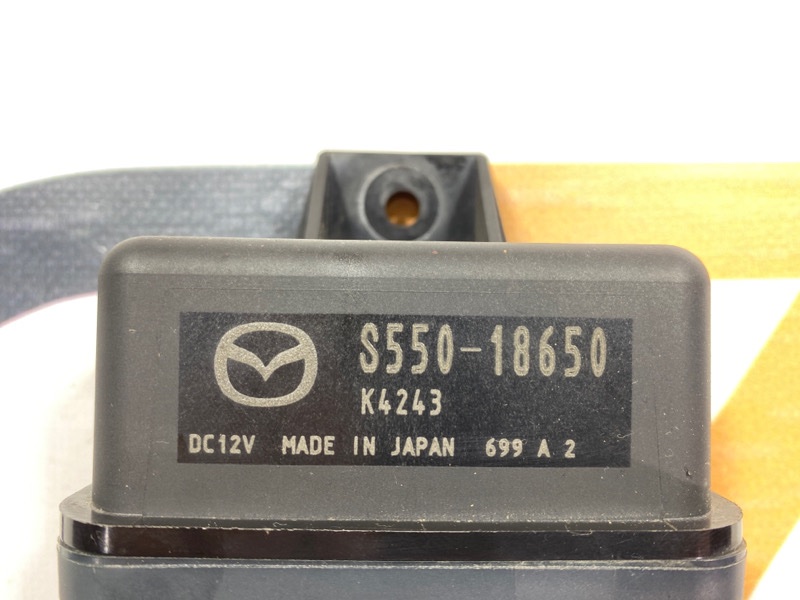 S550-18650
K4243
DC12V MADE IN JAPAN 699 A 2